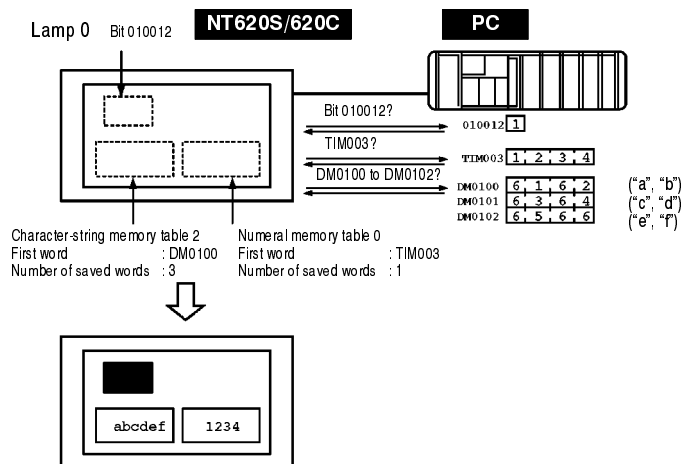 NT620S/620C
PC
Lamp 0 Bit 010012
Bit 010012?
010012 1
TIM003?
TIM003 1 2 3 4
DM0100 to DM0102?
DM0100 6 1 6 2 (“a”, “b”)
DM0101 6 3 6 4 (“c”, “d”)
DM0102 6 5 6 6 (“e”, “f”)
Character-string memory table 2
First word : DM0100
Number of saved words : 3
Numeral memory table 0
First word : TIM003
Number of saved words : 1
abcdef
1234